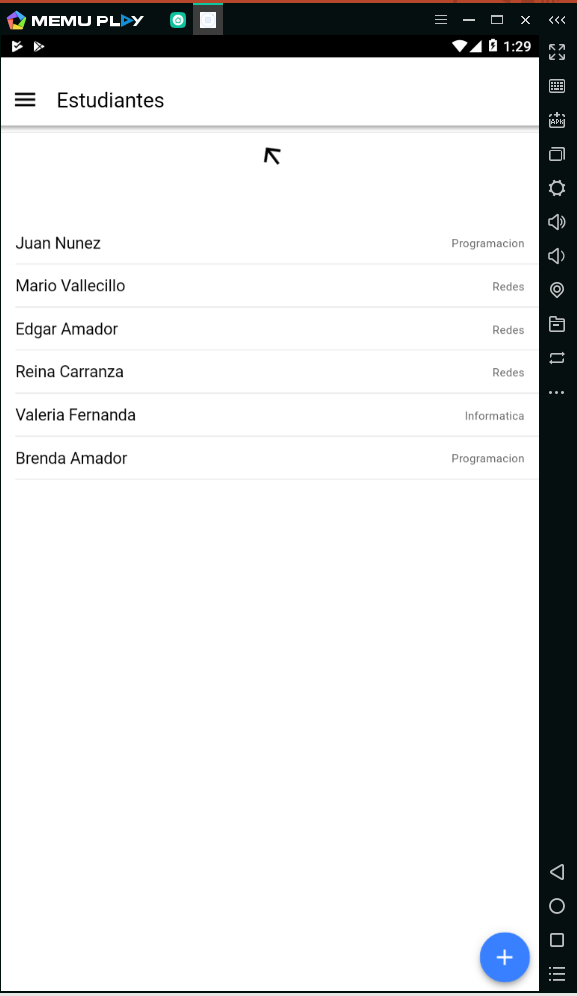 MEMU PLAY
1:29
Estudiantes
Juan Nunez Programacion
Mario Vallecillo Redes
Edgar Amador Redes
Reina Carranza Redes
Valeria Fernanda Informatica
Brenda Amador Programacion
APK